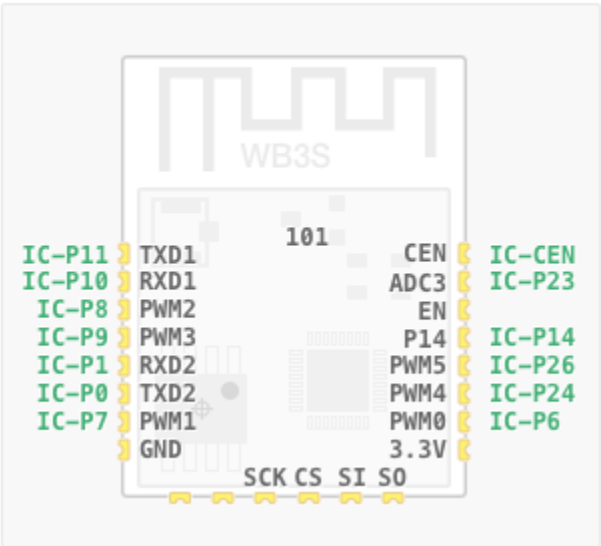 WB3S
101
IC-P11 TXD1 CEN IC-CEN
IC-P10 RXD1 ADC3 IC-P23
IC-P8 PWM2 EN
IC-P9 PWM3 P14 IC-P14
IC-P1 RXD2 PWM5 IC-P26
IC-P0 TXD2 PWM4 IC-P24
IC-P7 PWM1 PWM0 IC-P6
GND 3.3V
SCK CS SI SO